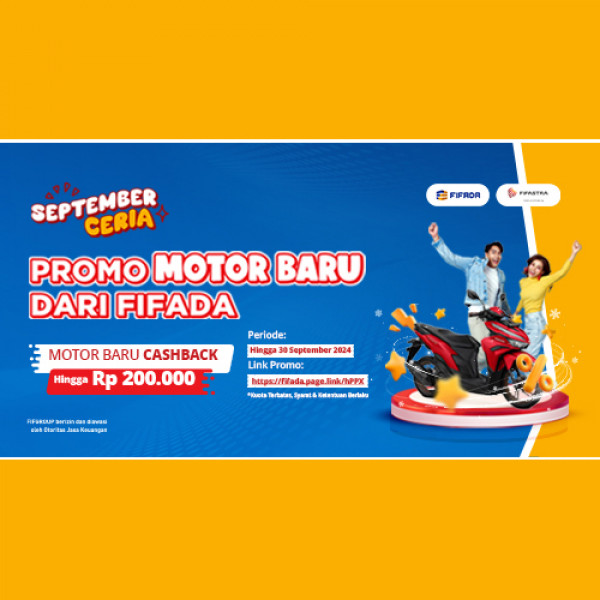 SEPTEMBER
CERIA
FIFADA
FIFASTRA
PROMO MOTOR BARU
DARI FIFADA
MOTOR BARU CASHBACK
Hingga Rp 200.000
Periode:
Hingga 30 September 2024
Link Promo:
https://fifada.page.link/hPPX
*Kuota Terbatas, Syarat & Ketentuan Berlaku
FIFGROUP berizin dan diawasi
oleh Otoritas Jasa Keuangan